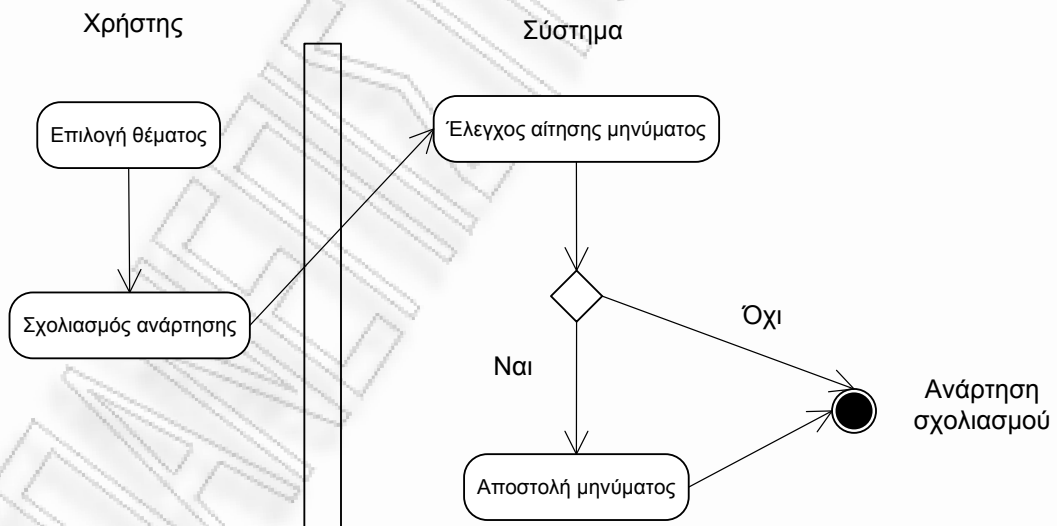 Χρήστης
Σύστημα
Επιλογή θέματος
Έλεγχος αίτησης μηνύματος
Σχολιασμός ανάρτησης
Όχι
Ναι
Ανάρτηση
σχολιασμού
Αποστολή μηνύματος